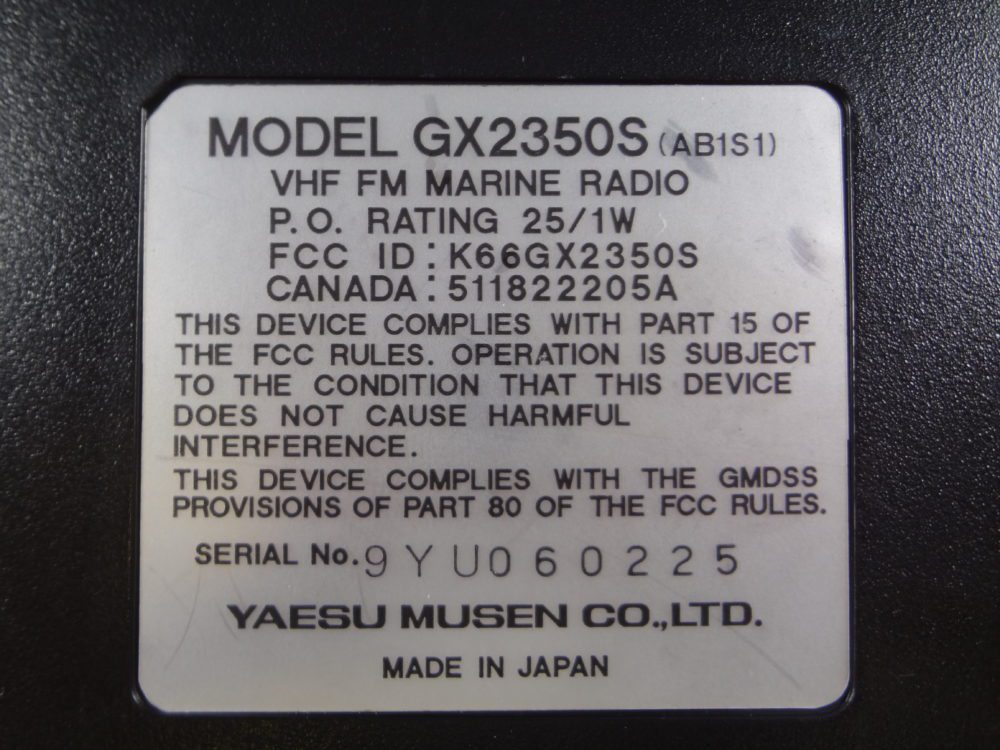 MODEL GX2350S (AB1S1)
VHF FM MARINE RADIO
P.O. RATING 25/1W
FCC ID : K66GX2350S
CANADA : 511822205A
THIS DEVICE COMPLIES WITH PART 15 OF
THE FCC RULES. OPERATION IS SUBJECT
TO THE CONDITION THAT THIS DEVICE
DOES NOT CAUSE HARMFUL
INTERFERENCE.
THIS DEVICE COMPLIES WITH THE GMDSS
PROVISIONS OF PART 80 OF THE FCC RULES.
SERIAL No. 9YU060225
YAESU MUSEN CO.,LTD.
MADE IN JAPAN